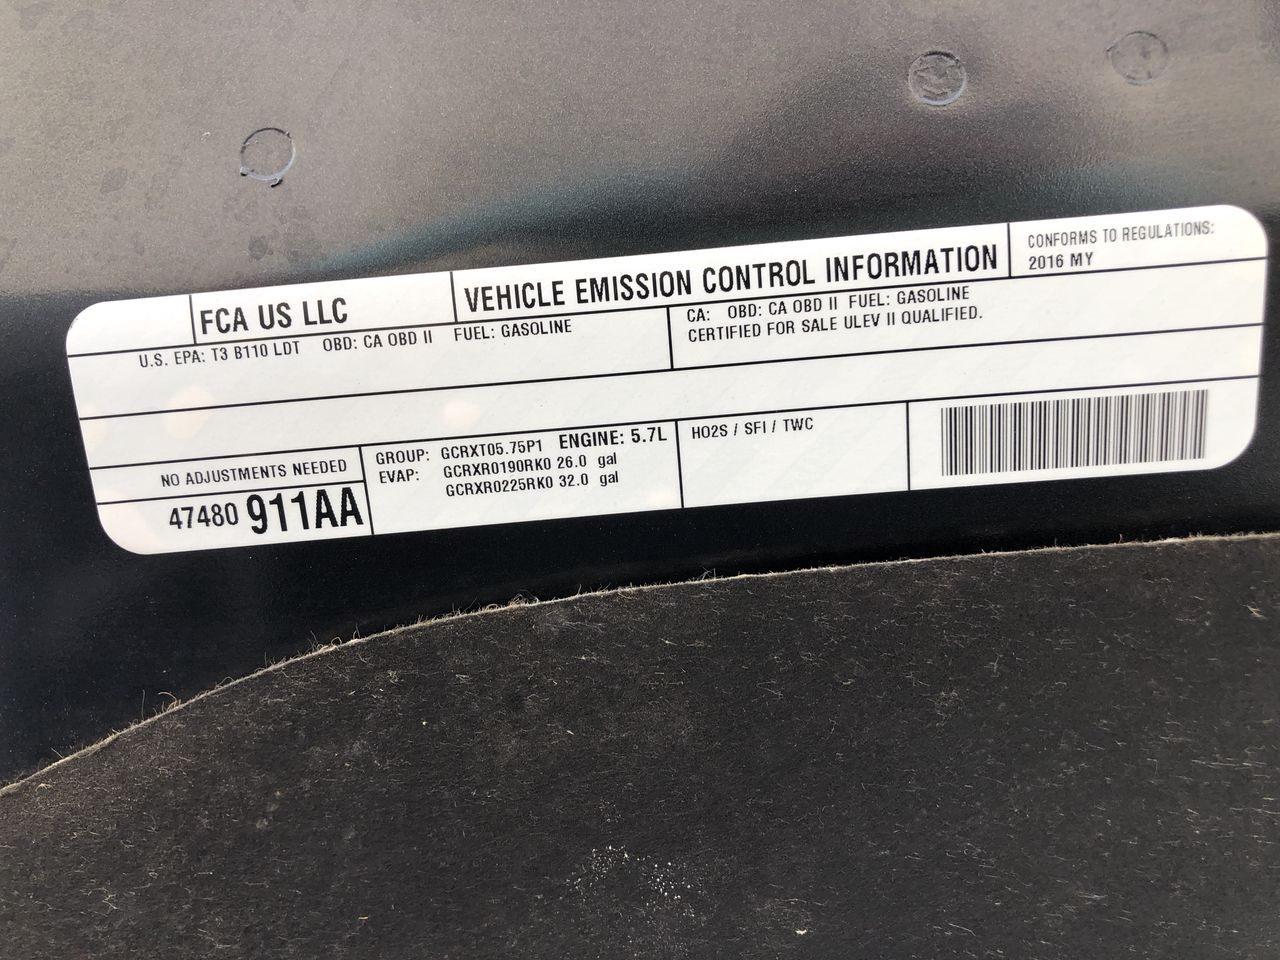 FCA US LLC
VEHICLE EMISSION CONTROL INFORMATION
CONFORMS TO REGULATIONS:
2016 MY
U.S. EPA: T3 B110 LDT OBD: CA OBD II FUEL: GASOLINE
CA: OBD: CA OBD II FUEL: GASOLINE
CERTIFIED FOR SALE ULEV II QUALIFIED.
NO ADJUSTMENTS NEEDED
47480 911AA
GROUP: GCRXT05.75P1 ENGINE: 5.7L
EVAP: GCRXR0190RK0 26.0 gal
GCRXR0225RK0 32.0 gal
HO2S / SFI / TWC